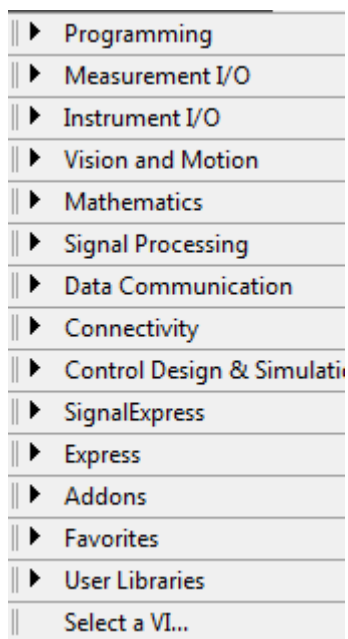 Programming
Measurement I/O
Instrument I/O
Vision and Motion
Mathematics
Signal Processing
Data Communication
Connectivity
Control Design & Simulati
SignalExpress
Express
Addons
Favorites
User Libraries
Select a VI...